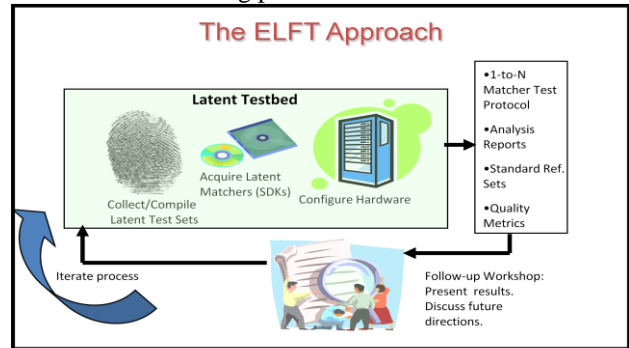 The ELFT Approach
Latent Testbed
Collect/Compile
Latent Test Sets
Acquire Latent
Matchers (SDKs)
Configure Hardware
•1-to-N
Matcher Test
Protocol
•Analysis
Reports
•Standard Ref.
Sets
•Quality
Metrics
Iterate process
Follow-up Workshop:
Present results.
Discuss future
directions.